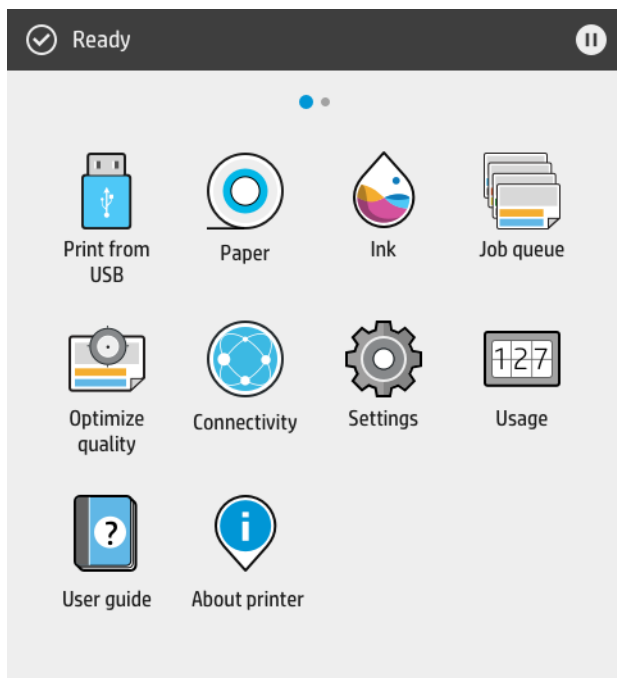 Ready
Print from
USB
Paper
Ink
Job queue
Optimize
quality
Connectivity
Settings
127
Usage
?
User guide
i
About printer